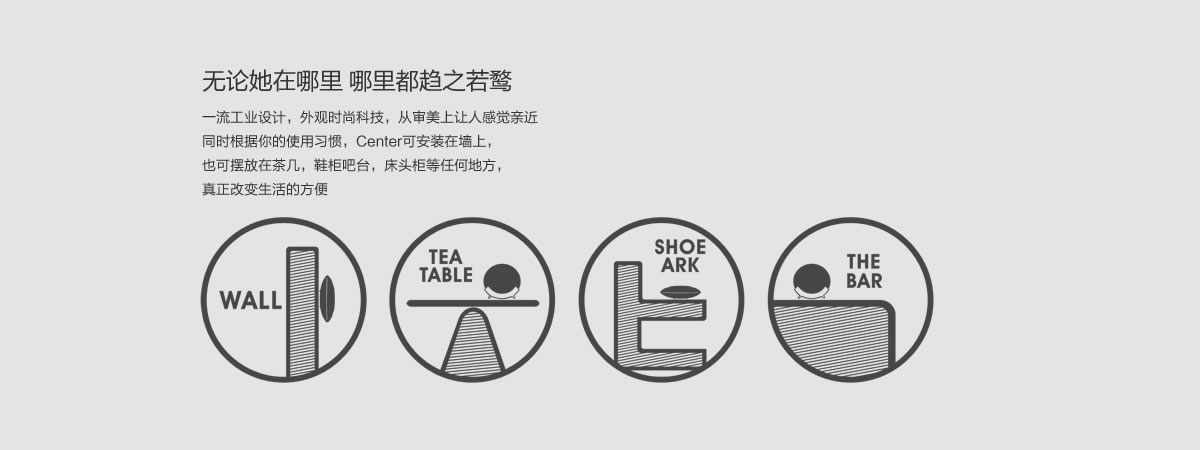 无论她在哪里 哪里都趋之若鹜
一流工业设计，外观时尚科技，从审美上让人感觉亲近
同时根据你的使用习惯，Center可安装在墙上，
也可摆放在茶几，鞋柜吧台，床头柜等任何地方，
真正改变生活的方便
WALL
TEA
TABLE
SHOE
ARK
THE
BAR